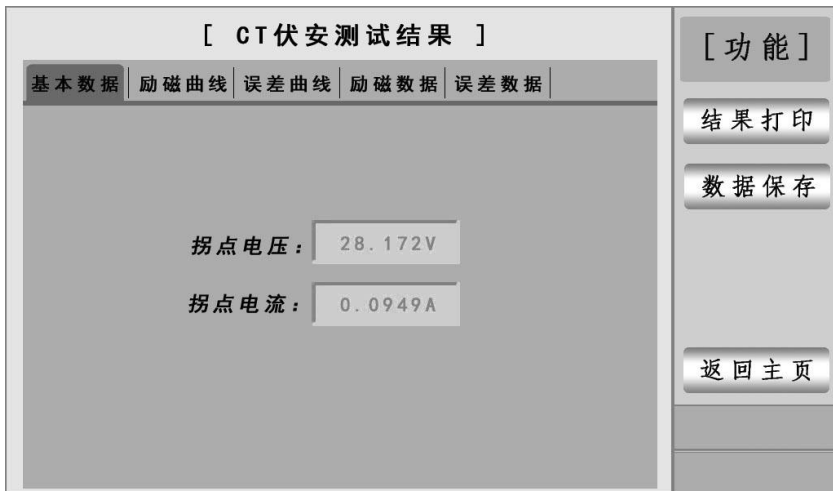 [ CT伏安测试结果 ]
基本数据 励磁曲线 误差曲线 励磁数据 误差数据
拐点电压： 28.172V
拐点电流： 0.0949A
[功能]
结果打印
数据保存
返回主页